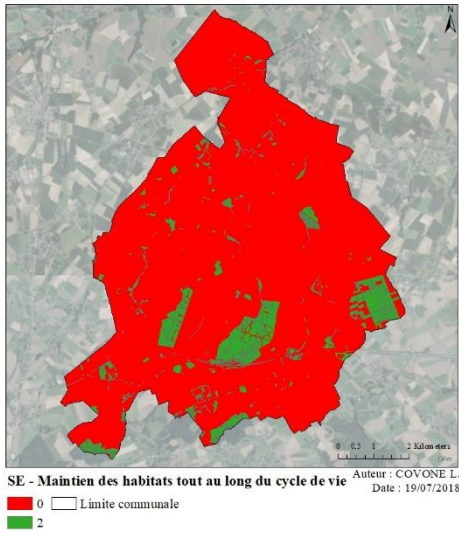 N
0 0,5 1 2 Kilometers
SE - Maintien des habitats tout au long du cycle de vie
Auteur : COVONE L.
Date : 19/07/2018
0 Limite communale
2